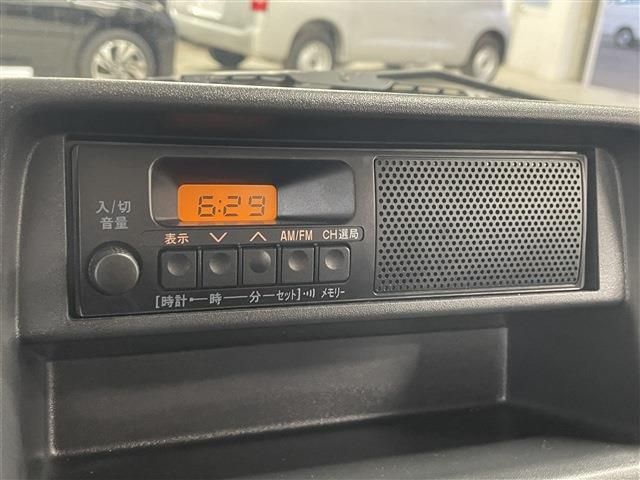 6:29
入/切
音量
表示 ∨ ∧ AM/FM CH選局
[時計 時 分 セット] メモリー